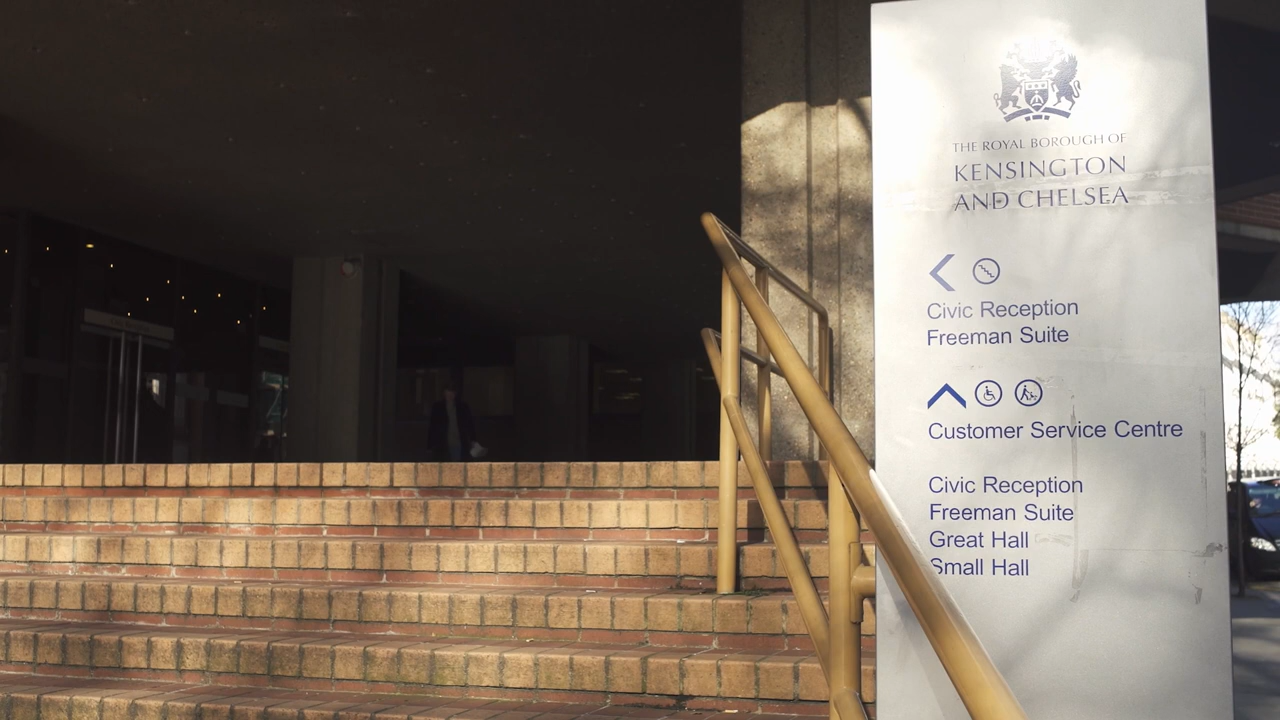 THE ROYAL BOROUGH OF
KENSINGTON
AND CHELSEA
Civic Reception
Freeman Suite
Customer Service Centre
Civic Reception
Freeman Suite
Great Hall
Small Hall